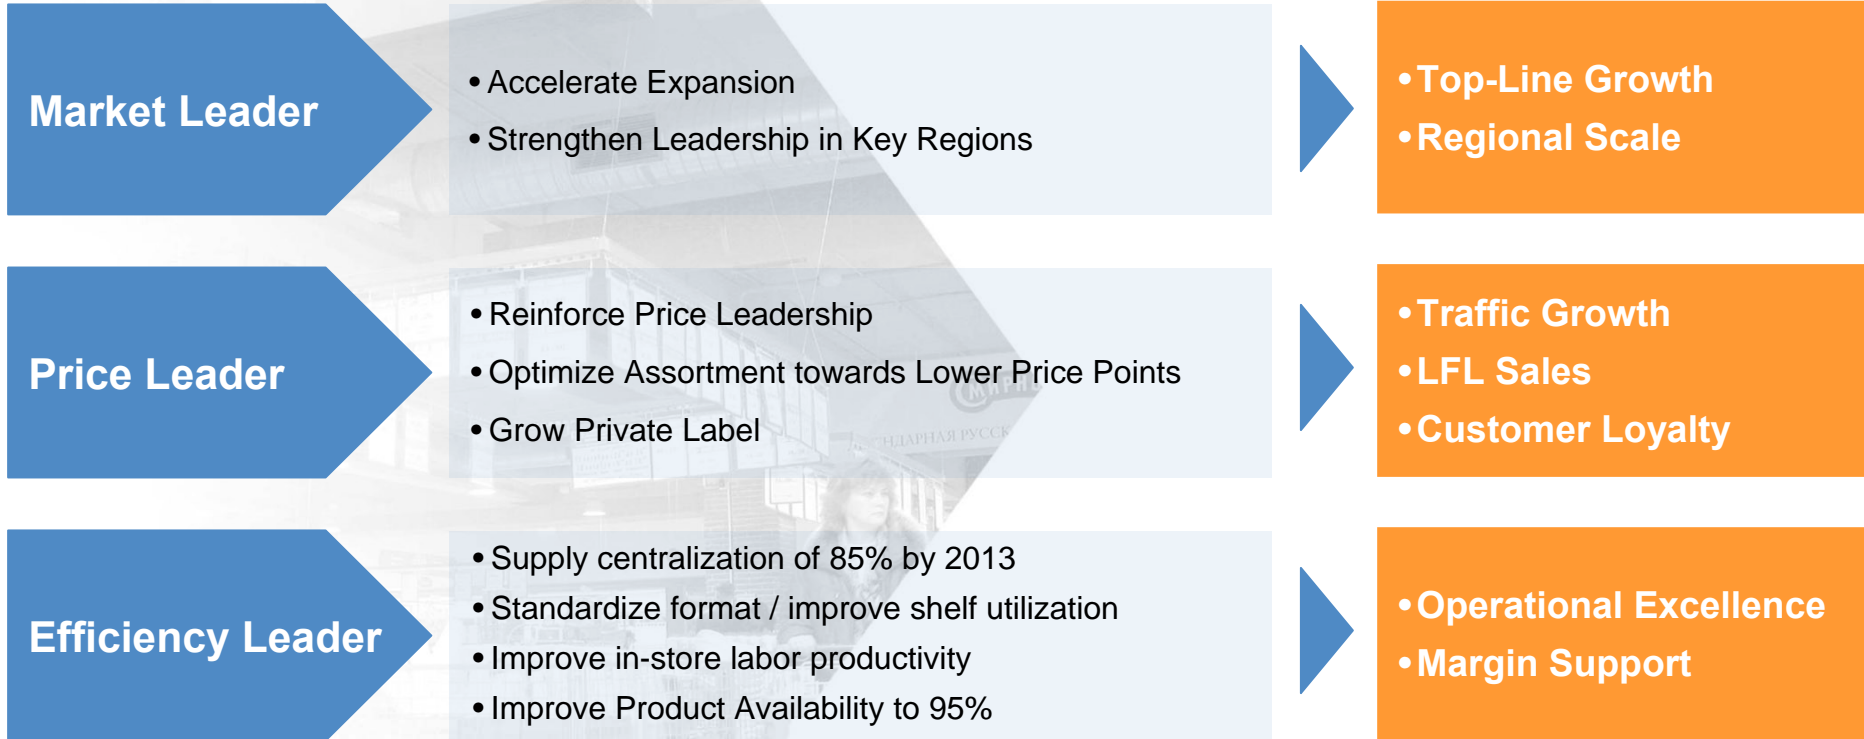 Market Leader
• Accelerate Expansion
• Strengthen Leadership in Key Regions
• Top-Line Growth
• Regional Scale
Price Leader
• Reinforce Price Leadership
• Optimize Assortment towards Lower Price Points
• Grow Private Label
• Traffic Growth
• LFL Sales
• Customer Loyalty
Efficiency Leader
• Supply centralization of 85% by 2013
• Standardize format / improve shelf utilization
• Improve in-store labor productivity
• Improve Product Availability to 95%
• Operational Excellence
• Margin Support